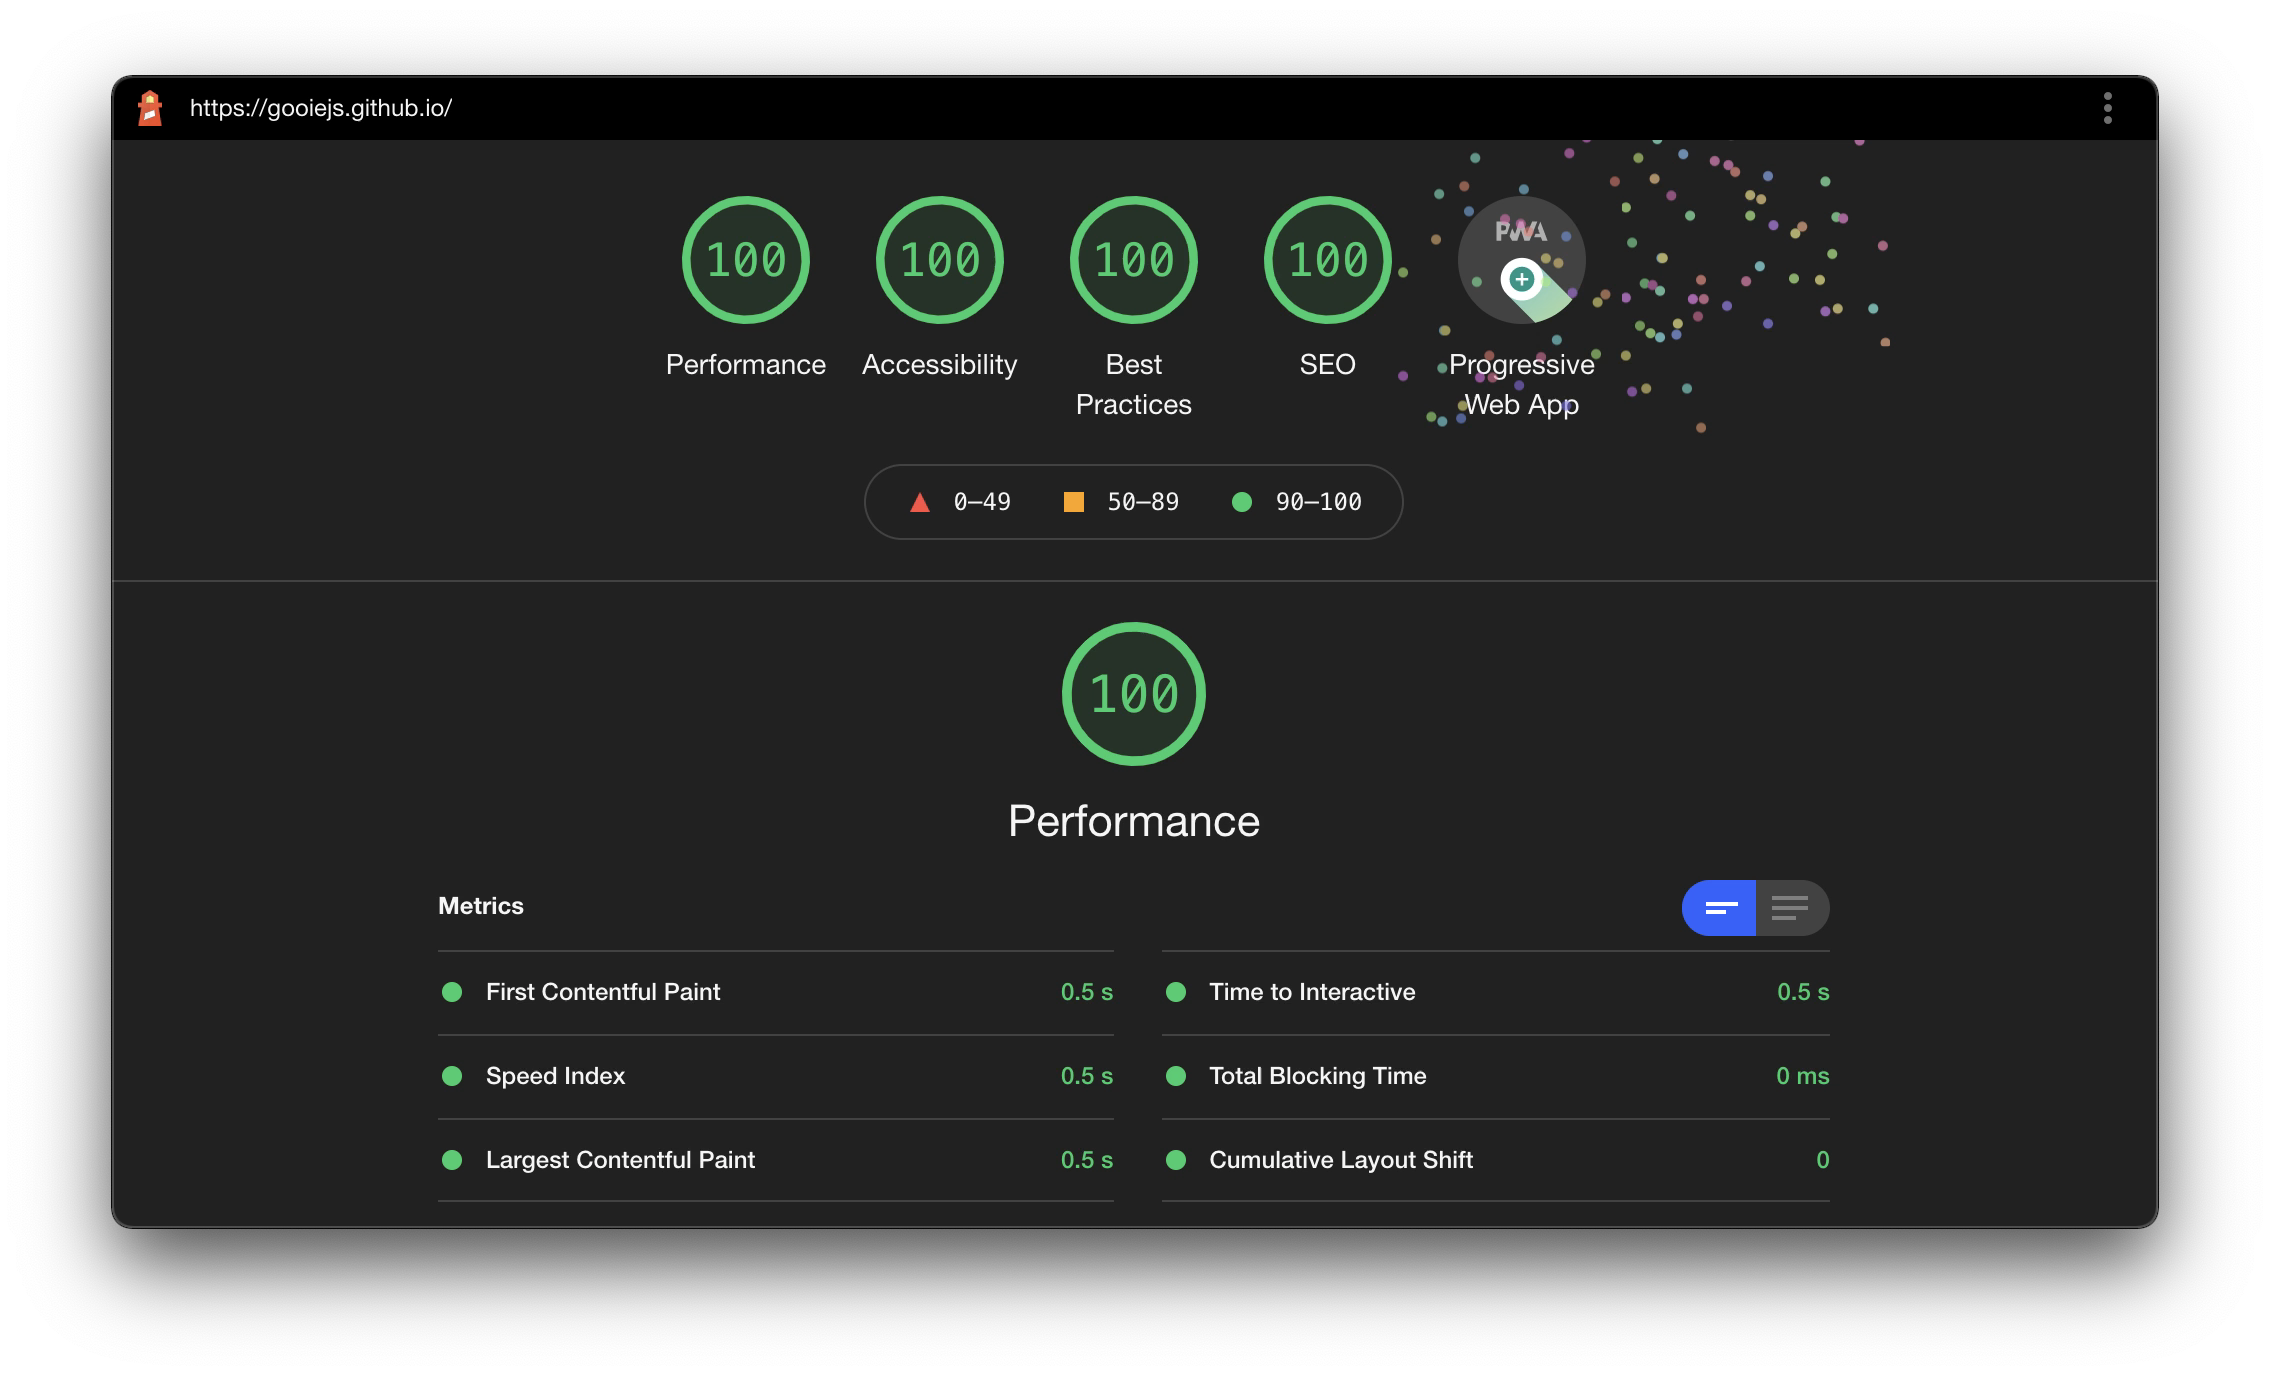 https://gooiejs.github.io/
100 100 100 100 PWA
Performance Accessibility Best Practices SEO Progressive Web App
0–49 50–89 90–100
100
Performance
Metrics
First Contentful Paint 0.5 s
Time to Interactive 0.5 s
Speed Index 0.5 s
Total Blocking Time 0 ms
Largest Contentful Paint 0.5 s
Cumulative Layout Shift 0